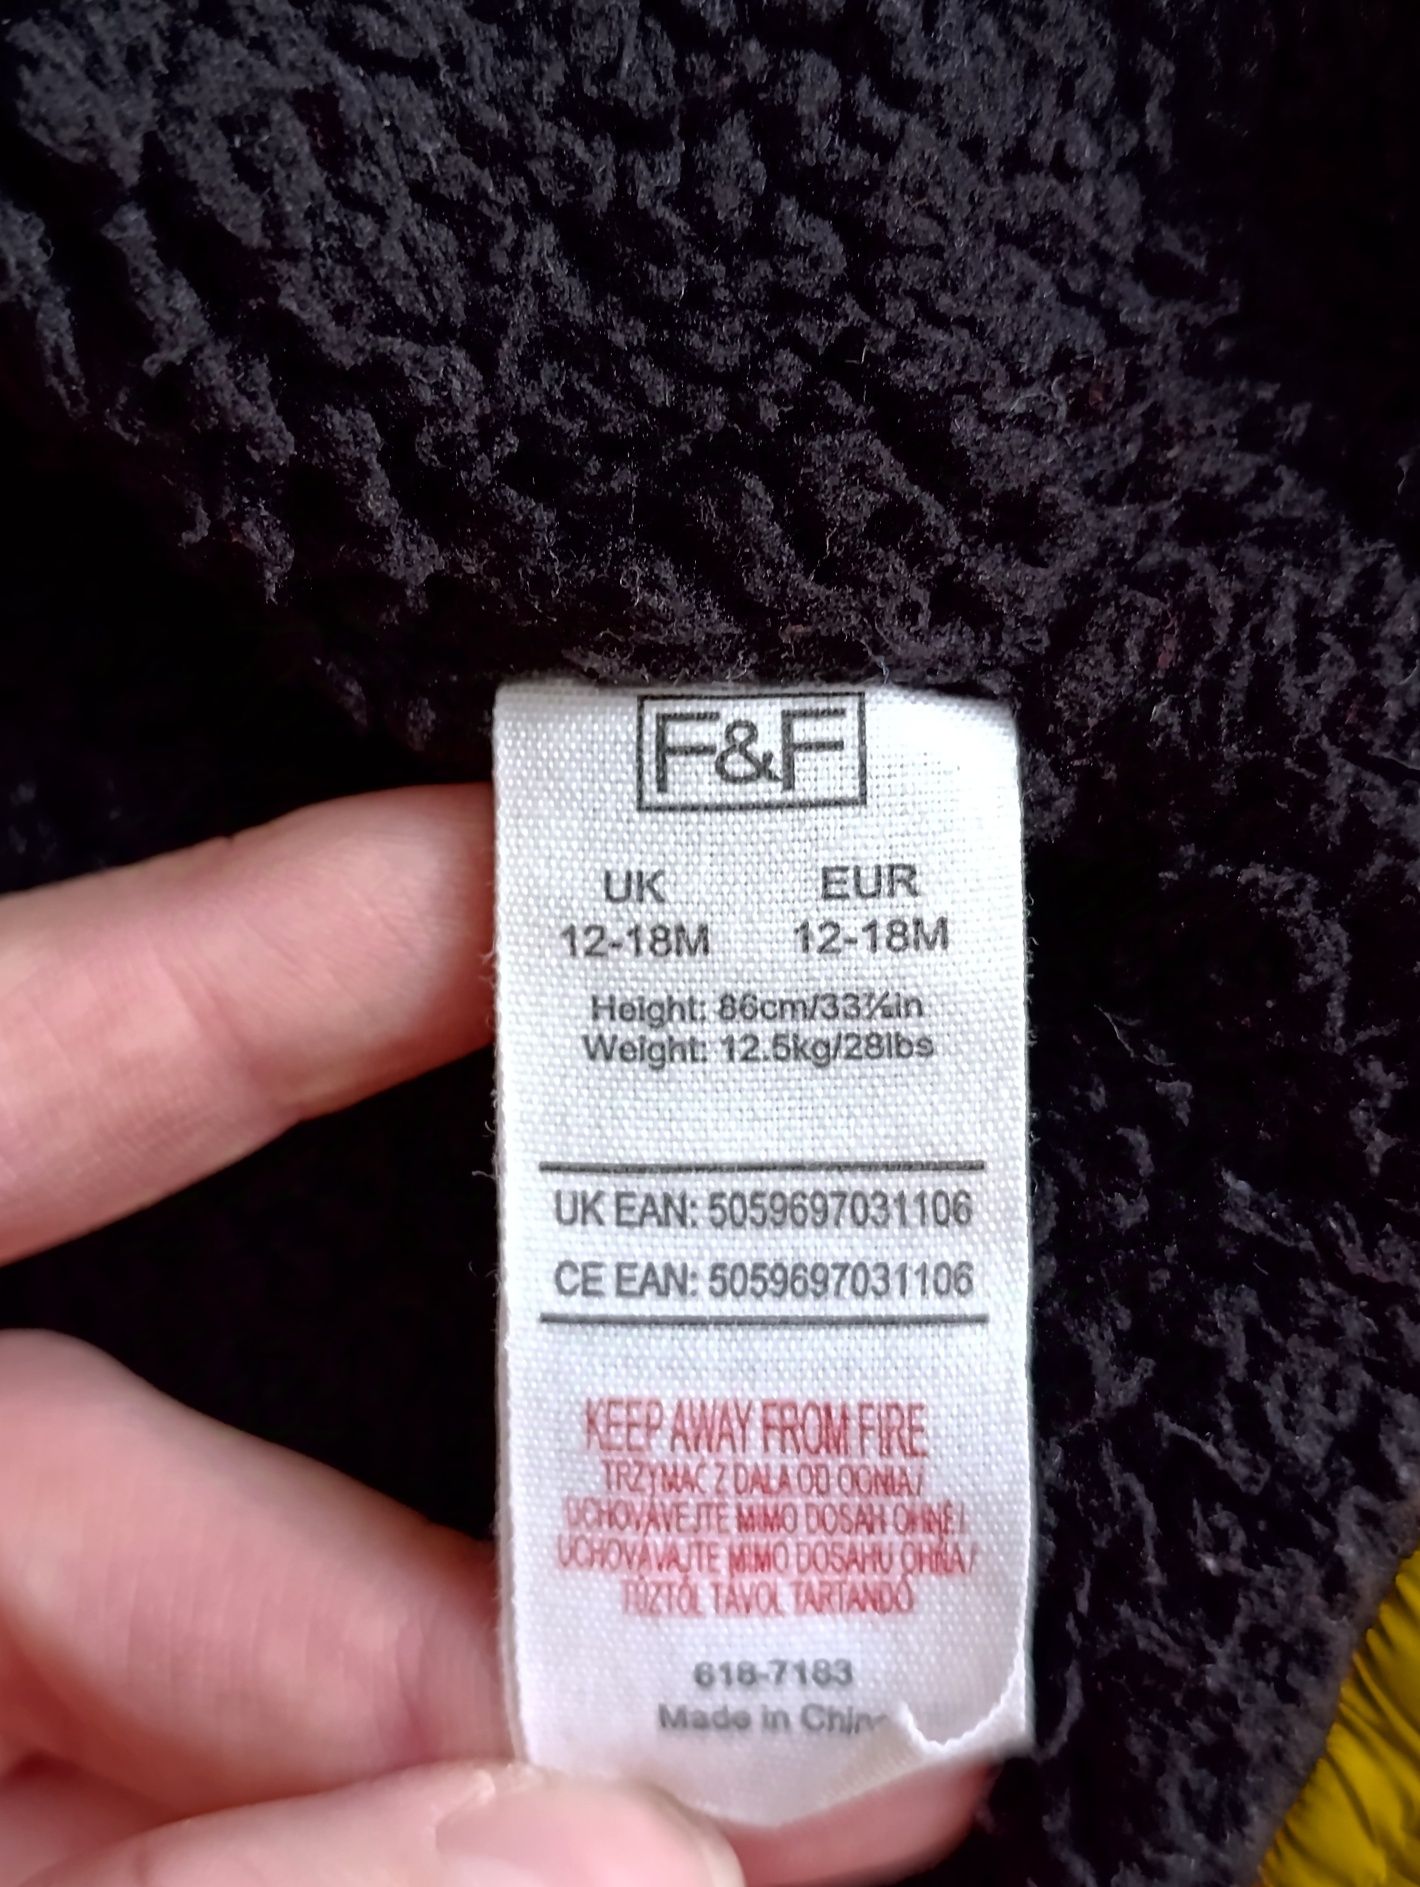 F&F
UK EUR
12-18M 12-18M
Height: 86cm/33⅞in
Weight: 12.5kg/28lbs
UK EAN: 5059697031106
CE EAN: 5059697031106
KEEP AWAY FROM FIRE
TRZYMAĆ Z DALA OD OGNIA/
UCHOVÁVEJTE MIMO DOSAH OHNĚ/
UCHOVÁVAJTE MIMO DOSAHU OHŇA/
TŰZTŐL TÁVOL TARTANDÓ
618-7183
Made in China